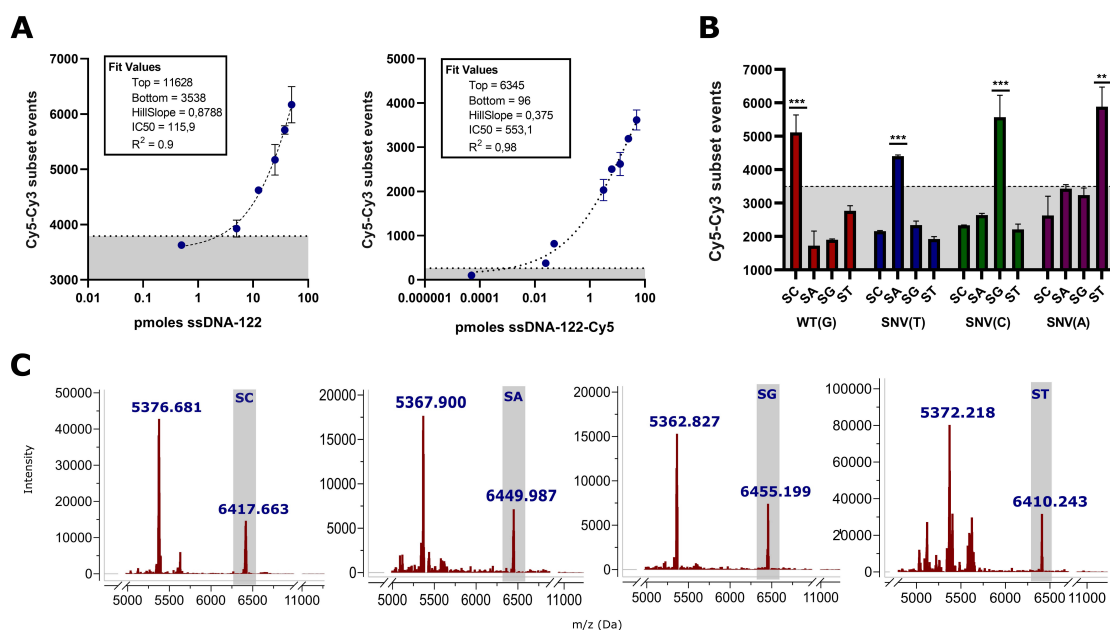 A
7000
6000
5000
4000
3000
Cy5-Cy3 subset events
Fit Values
Top = 11628
Bottom = 3538
HillSlope = 0,8788
IC50 = 115,9
R² = 0.9
0.01 0.1 1 10 100
pmoles ssDNA-122
5000
4000
3000
2000
1000
0
Cy5-Cy3 subset events
Fit Values
Top = 6345
Bottom = 96
HillSlope = 0,375
IC50 = 553,1
R² = 0,98
0.000001 0.0001 0.01 1 100
pmoles ssDNA-122-Cy5
B
7000
6000
5000
4000
3000
2000
1000
Cy5-Cy3 subset events
*** *** *** **
SC SA SG ST SC SA SG ST SC SA SG ST SC SA SG ST
WT(G) SNV(T) SNV(C) SNV(A)
C
Intensity
50000
40000
30000
20000
10000
0
5376.681
SC
6417.663
5000 5500 6000 6500 11000
20000
15000
10000
5000
0
5367.900
SA
6449.987
5000 5500 6000 6500 11000
20000
15000
10000
5000
0
5362.827
SG
6455.199
5000 5500 6000 6500 11000
100000
80000
60000
40000
20000
0
5372.218
ST
6410.243
5000 5500 6000 6500 11000
m/z (Da)